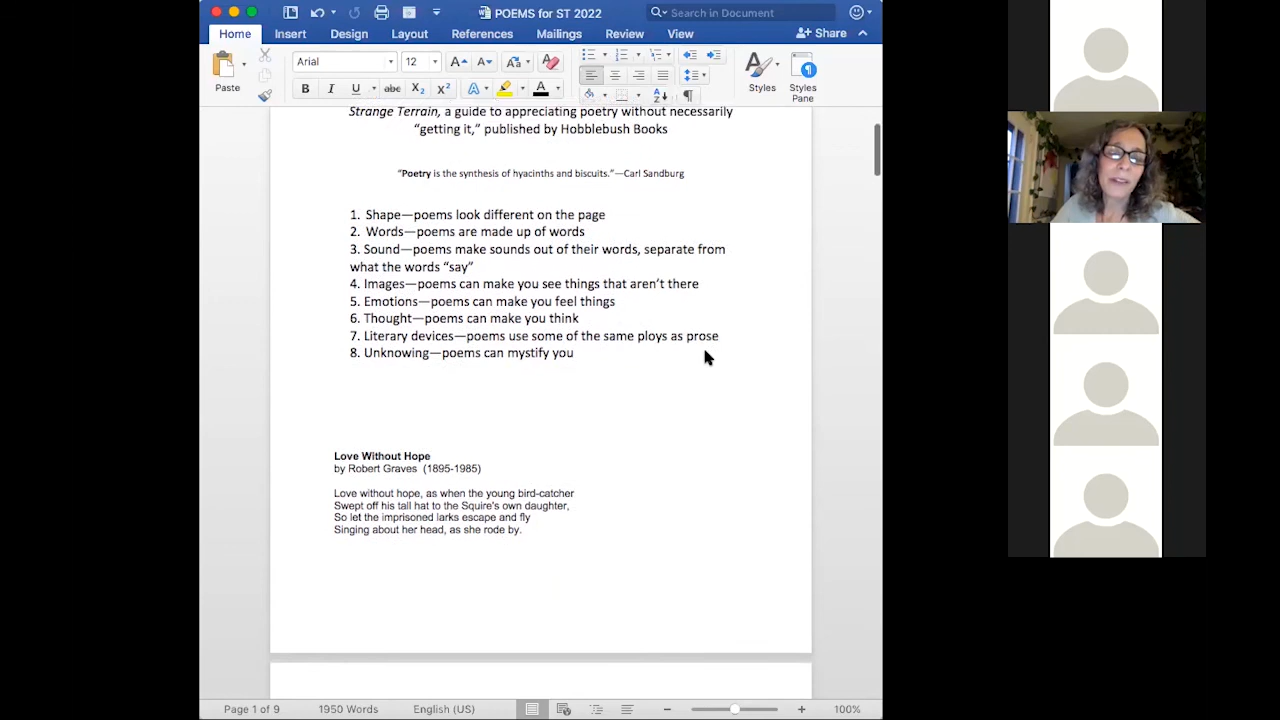 POEMS for ST 2022
Search in Document
Home Insert Design Layout References Mailings Review View Share
Arial 12
Paste
Styles
Styles Pane
Strange Terrain, a guide to appreciating poetry without necessarily
“getting it,” published by Hobblebush Books
“Poetry is the synthesis of hyacinths and biscuits.”—Carl Sandburg
1. Shape—poems look different on the page
2. Words—poems are made up of words
3. Sound—poems make sounds out of their words, separate from
what the words “say”
4. Images—poems can make you see things that aren’t there
5. Emotions—poems can make you feel things
6. Thought—poems can make you think
7. Literary devices—poems use some of the same ploys as prose
8. Unknowing—poems can mystify you
Love Without Hope
by Robert Graves (1895-1985)
Love without hope, as when the young bird-catcher
Swept off his tall hat to the Squire's own daughter,
So let the imprisoned larks escape and fly
Singing about her head, as she rode by.
Page 1 of 9 1950 Words English (US) 100%